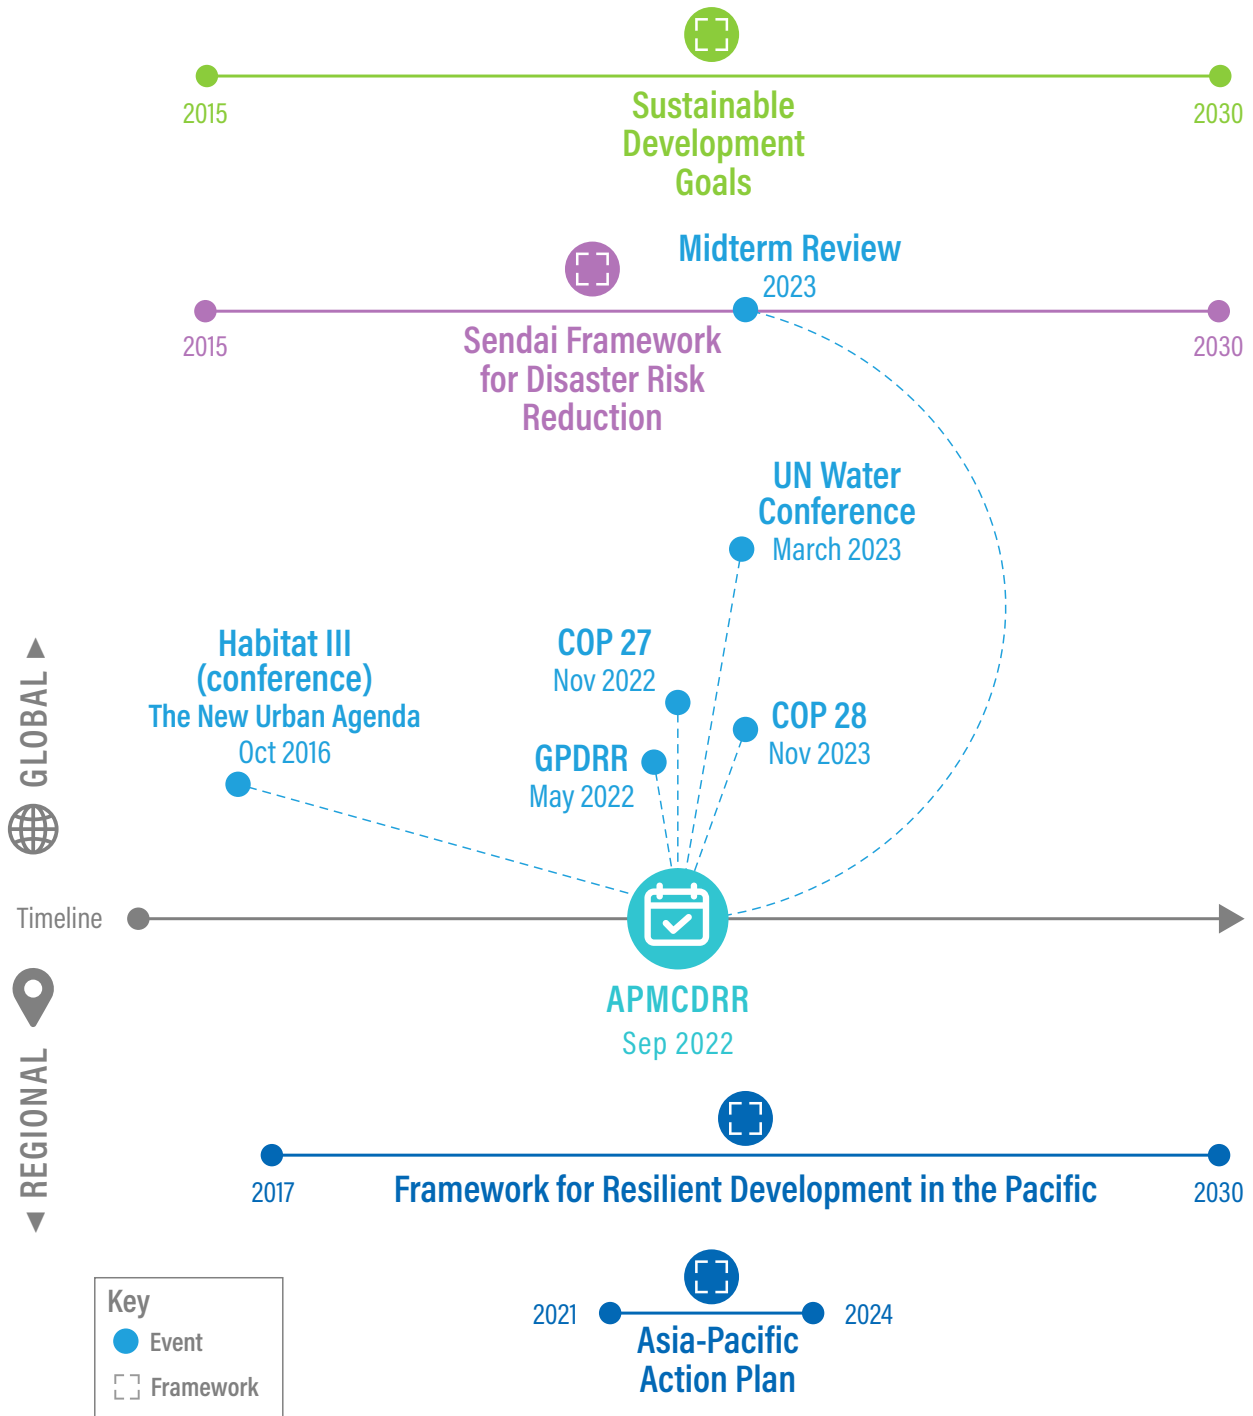 2015
2030
Sustainable
Development
Goals
Midterm Review
2023
2015
2030
Sendai Framework
for Disaster Risk
Reduction
UN Water
Conference
March 2023
Habitat III
(conference)
The New Urban Agenda
Oct 2016
COP 27
Nov 2022
COP 28
Nov 2023
GPDRR
May 2022
GLOBAL
Timeline
APMCDRR
Sep 2022
REGIONAL
2017
Framework for Resilient Development in the Pacific
2030
2021
2024
Asia-Pacific
Action Plan
Key
Event
Framework